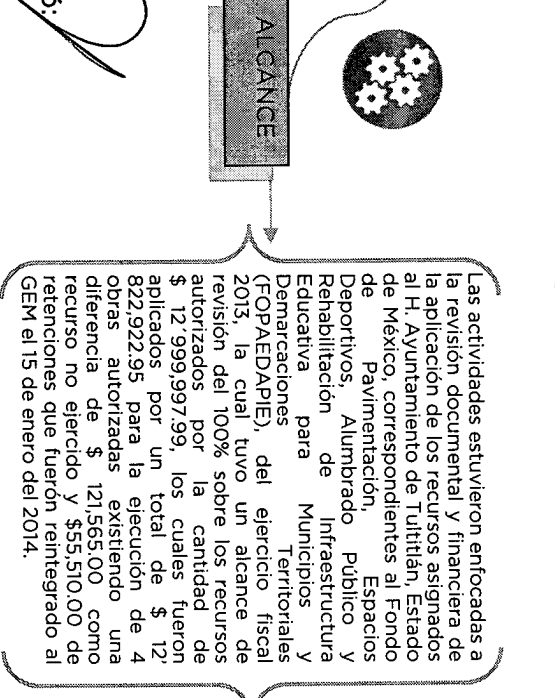 ó:
ALCANCE
Las actividades estuvieron enfocadas a
la revisión documental y financiera de
la aplicación de los recursos asignados
al H. Ayuntamiento de Tultitlán, Estado
de México, correspondientes al Fondo
de Pavimentación, Espacios
Deportivos, Alumbrado Público y
Rehabilitación de Infraestructura
Educativa para Municipios y
Demarcaciones Territoriales
(FOPAEDAPIE), del ejercicio fiscal
2013, la cual tuvo un alcance de
revisión del 100% sobre los recursos
autorizados por la cantidad de
$ 12'999,997.99, los cuales fueron
aplicados por un total de $ 12'
822,922.95 para la ejecución de 4
obras autorizadas existiendo una
diferencia de $ 121,565.00 como
recurso no ejercido y $55,510.00 de
retenciones que fuerón reintegrado al
GEM el 15 de enero del 2014.